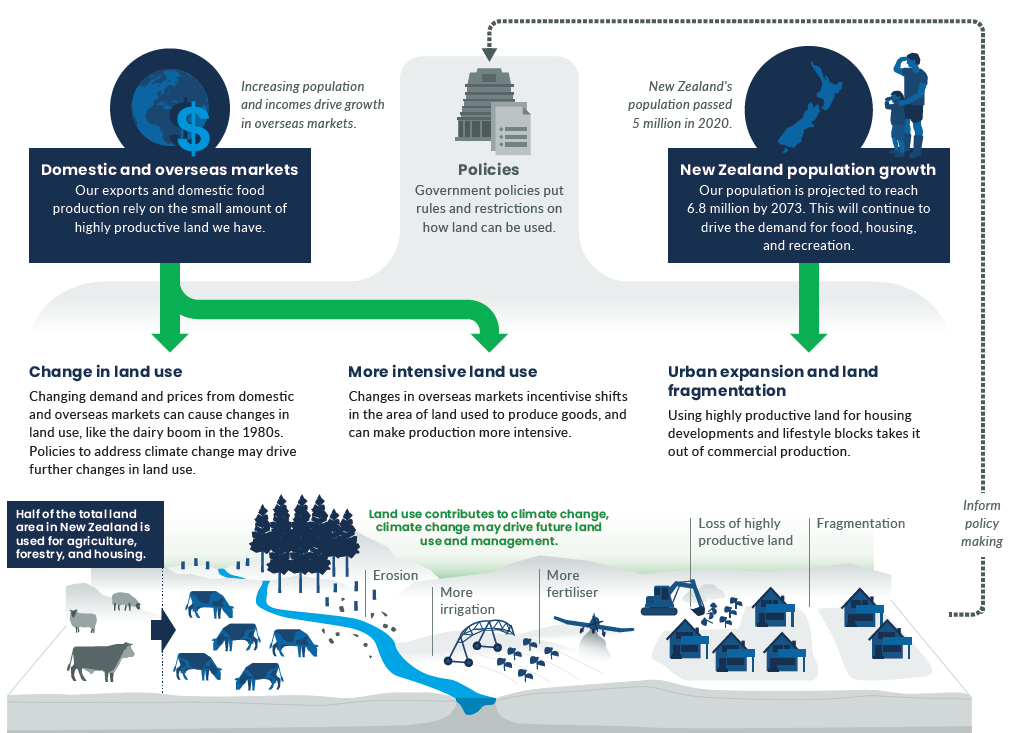 Increasing population
and incomes drive growth
in overseas markets.
Domestic and overseas markets
Our exports and domestic food
production rely on the small amount of
highly productive land we have.
Policies
Government policies put
rules and restrictions on
how land can be used.
New Zealand's
population passed
5 million in 2020.
New Zealand population growth
Our population is projected to reach
6.8 million by 2073. This will continue to
drive the demand for food, housing,
and recreation.
Change in land use
Changing demand and prices from domestic
and overseas markets can cause changes in
land use, like the dairy boom in the 1980s.
Policies to address climate change may drive
further changes in land use.
More intensive land use
Changes in overseas markets incentivise shifts
in the area of land used to produce goods, and
can make production more intensive.
Urban expansion and land
fragmentation
Using highly productive land for housing
developments and lifestyle blocks takes it
out of commercial production.
Inform
policy
making
Half of the total land
area in New Zealand is
used for agriculture,
forestry, and housing.
Land use contributes to climate change,
climate change may drive future land
use and management.
Erosion
More
irrigation
More
fertiliser
Loss of highly
productive land
Fragmentation
$